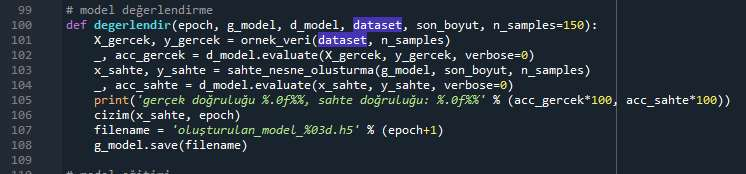 99 # model değerlendirme
100 def degerlendir(epoch, g_model, d_model, dataset, son_boyut, n_samples=150):
101 X_gercek, y_gercek = ornek_veri(dataset, n_samples)
102 _, acc_gercek = d_model.evaluate(X_gercek, y_gercek, verbose=0)
103 x_sahte, y_sahte = sahte_nesne_olusturma(g_model, son_boyut, n_samples)
104 _, acc_sahte = d_model.evaluate(x_sahte, y_sahte, verbose=0)
105 print('gercek doğruluğu %.0f%%, sahte doğruluğu: %.0f%%' % (acc_gercek*100, acc_sahte*100))
106 cizim(x_sahte, epoch)
107 filename = 'oluşturulan_model_%03d.h5' % (epoch+1)
108 g_model.save(filename)
109
110 # model eğitimi